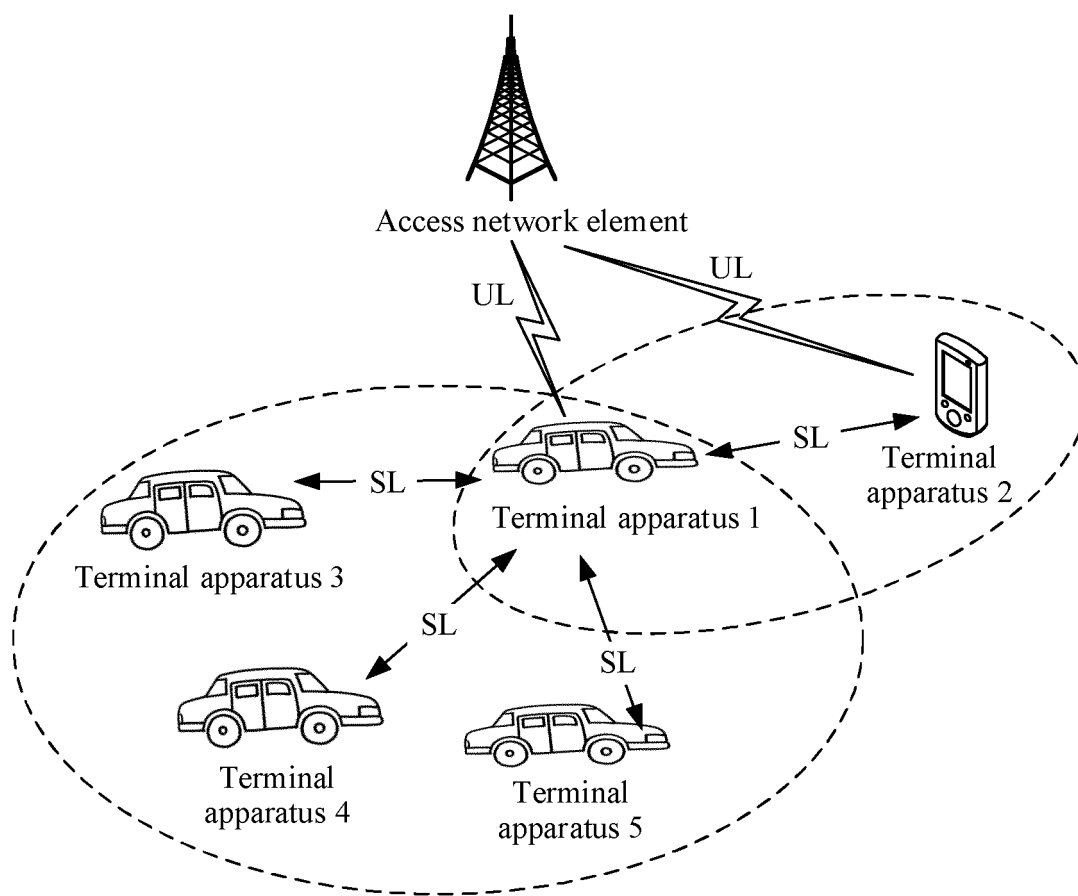 Access network element
UL
UL
SL
Terminal
apparatus 2
SL
Terminal apparatus 1
Terminal apparatus 3
SL
SL
Terminal
apparatus 4
Terminal
apparatus 5